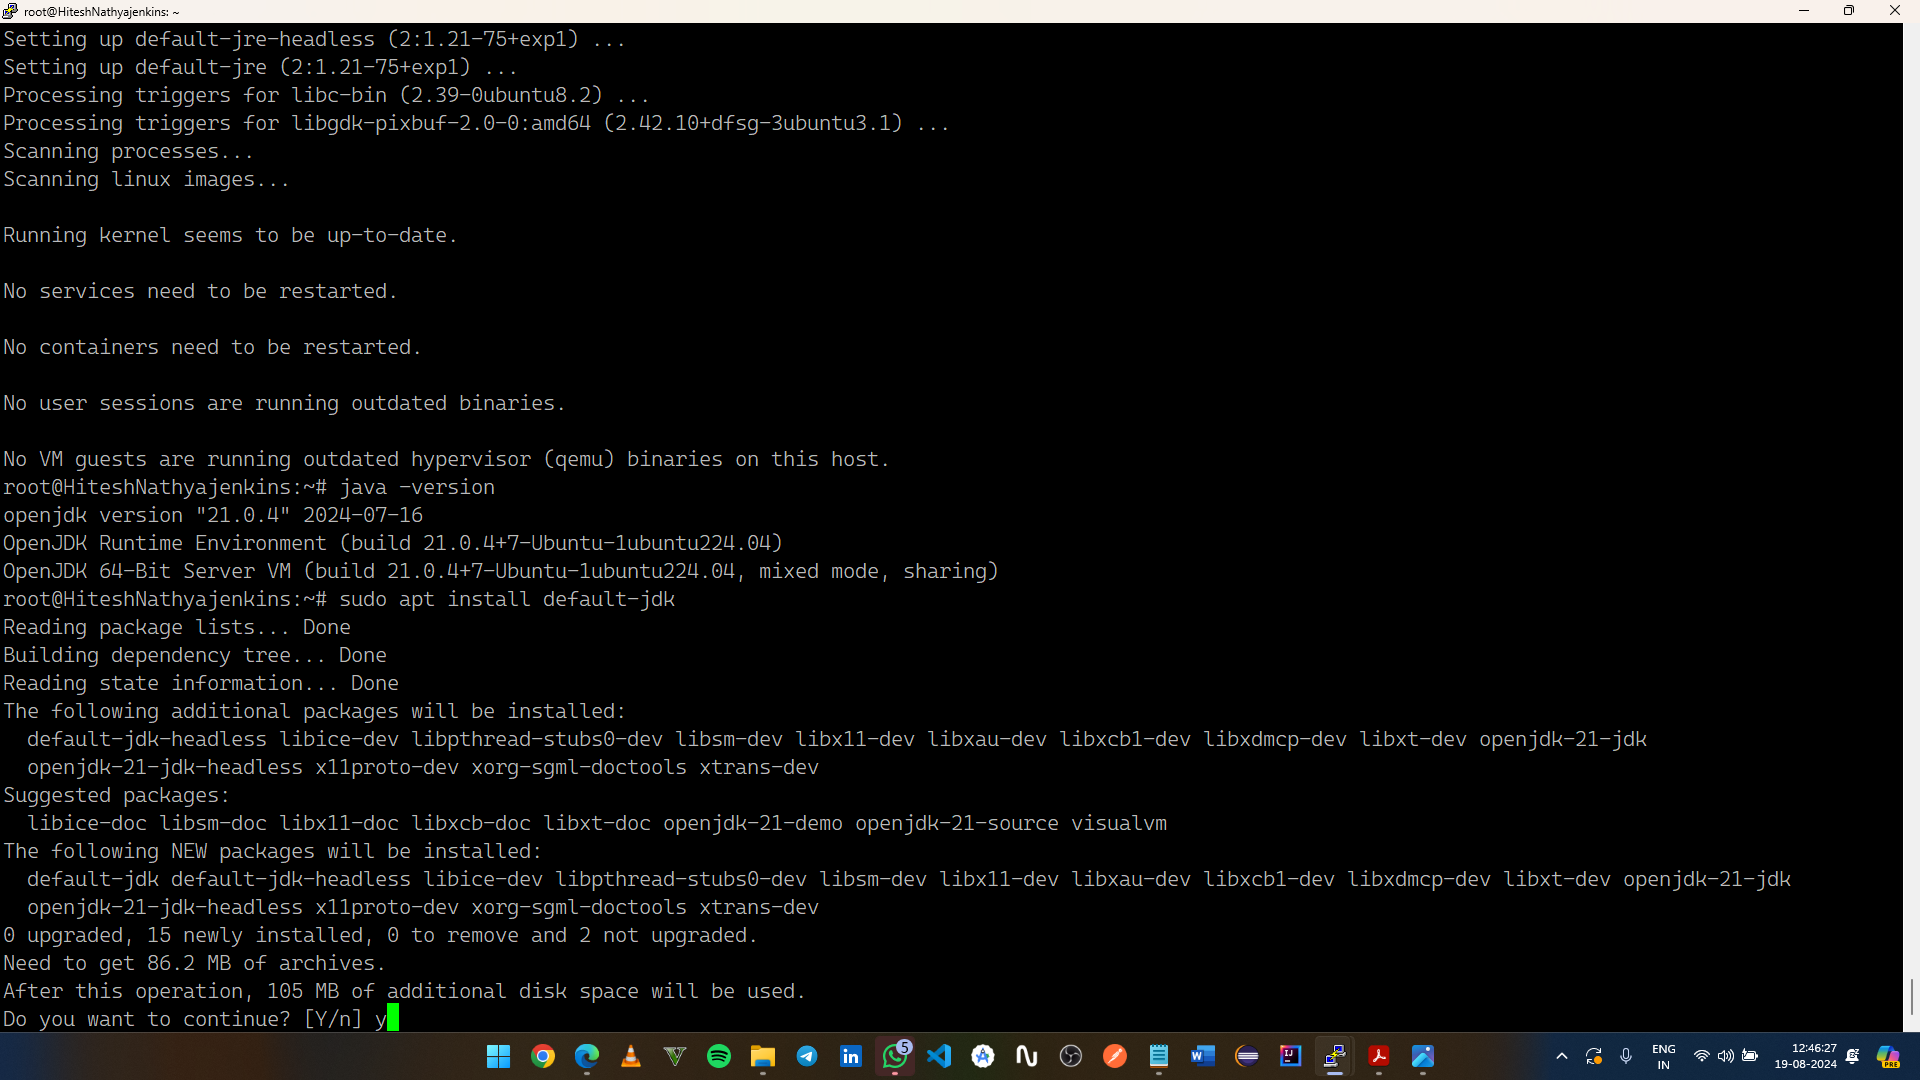 root@HiteshNathyajenkins: ~
Setting up default-jre-headless (2:1.21-75+exp1) ...
Setting up default-jre (2:1.21-75+exp1) ...
Processing triggers for libc-bin (2.39-0ubuntu8.2) ...
Processing triggers for libgdk-pixbuf-2.0-0:amd64 (2.42.10+dfsg-3ubuntu3.1) ...
Scanning processes...
Scanning linux images...
Running kernel seems to be up-to-date.
No services need to be restarted.
No containers need to be restarted.
No user sessions are running outdated binaries.
No VM guests are running outdated hypervisor (qemu) binaries on this host.
root@HiteshNathyajenkins:~# java -version
openjdk version "21.0.4" 2024-07-16
OpenJDK Runtime Environment (build 21.0.4+7-Ubuntu-1ubuntu224.04)
OpenJDK 64-Bit Server VM (build 21.0.4+7-Ubuntu-1ubuntu224.04, mixed mode, sharing)
root@HiteshNathyajenkins:~# sudo apt install default-jdk
Reading package lists... Done
Building dependency tree... Done
Reading state information... Done
The following additional packages will be installed:
  default-jdk-headless libice-dev libpthread-stubs0-dev libsm-dev libx11-dev libxau-dev libxcb1-dev libxdmcp-dev libxt-dev openjdk-21-jdk
  openjdk-21-jdk-headless x11proto-dev xorg-sgml-doctools xtrans-dev
Suggested packages:
  libice-doc libsm-doc libx11-doc libxcb-doc libxt-doc openjdk-21-demo openjdk-21-source visualvm
The following NEW packages will be installed:
  default-jdk default-jdk-headless libice-dev libpthread-stubs0-dev libsm-dev libx11-dev libxau-dev libxcb1-dev libxdmcp-dev libxt-dev openjdk-21-jdk
  openjdk-21-jdk-headless x11proto-dev xorg-sgml-doctools xtrans-dev
0 upgraded, 15 newly installed, 0 to remove and 2 not upgraded.
Need to get 86.2 MB of archives.
After this operation, 105 MB of additional disk space will be used.
Do you want to continue? [Y/n] y
5
ENG
IN
12:46:27
19-08-2024
PRE